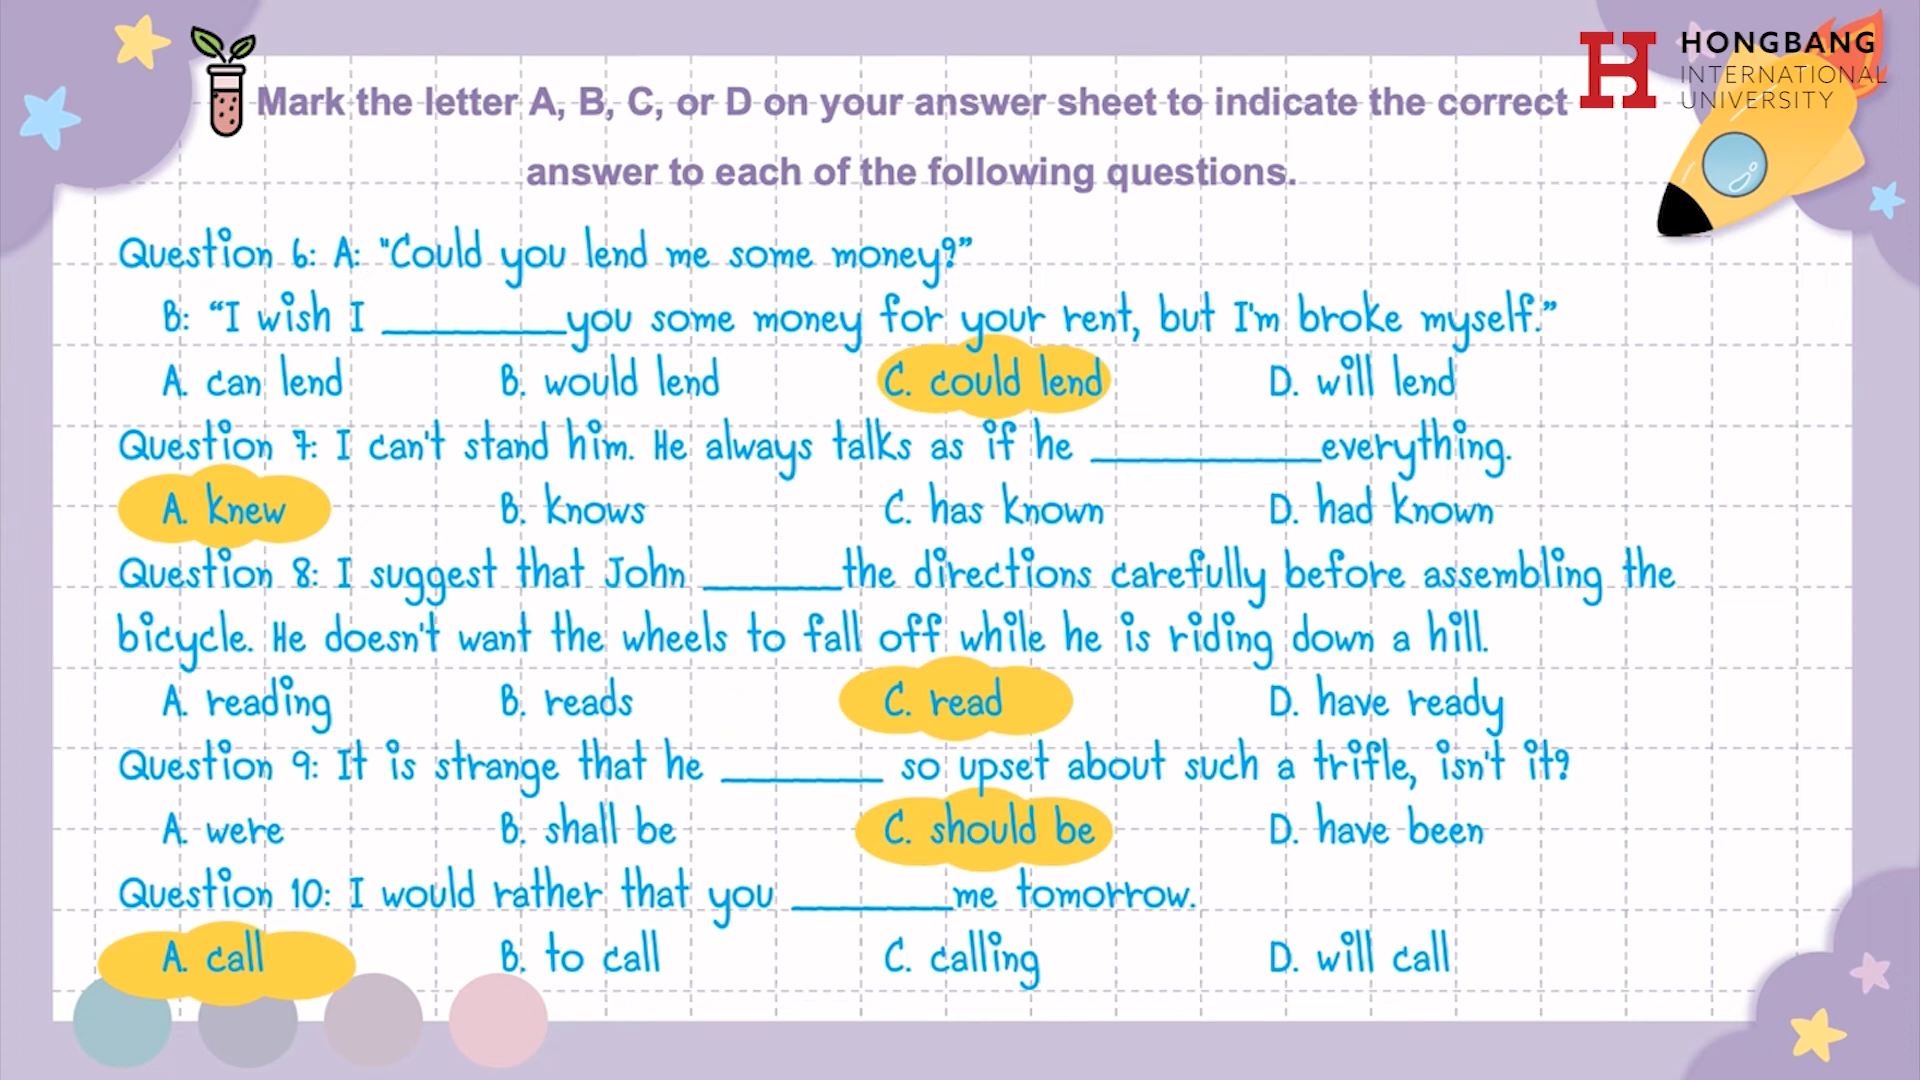 HONGBANG
INTERNATIONAL
UNIVERSITY
Mark the letter A, B, C, or D on your answer sheet to indicate the correct
answer to each of the following questions.
Question 6: A: "Could you lend me some money?”
B: “I wish I ________you some money for your rent, but I'm broke myself.”
A. can lend B. would lend C. could lend D. will lend
Question 7: I can't stand him. He always talks as if he __________everything.
A. knew B. knows C. has known D. had known
Question 8: I suggest that John ______the directions carefully before assembling the
bicycle. He doesn't want the wheels to fall off while he is riding down a hill.
A. reading B. reads C. read D. have ready
Question 9: It is strange that he _______ so upset about such a trifle, isn't it?
A. were B. shall be C. should be D. have been
Question 10: I would rather that you _______me tomorrow.
A. call B. to call C. calling D. will call